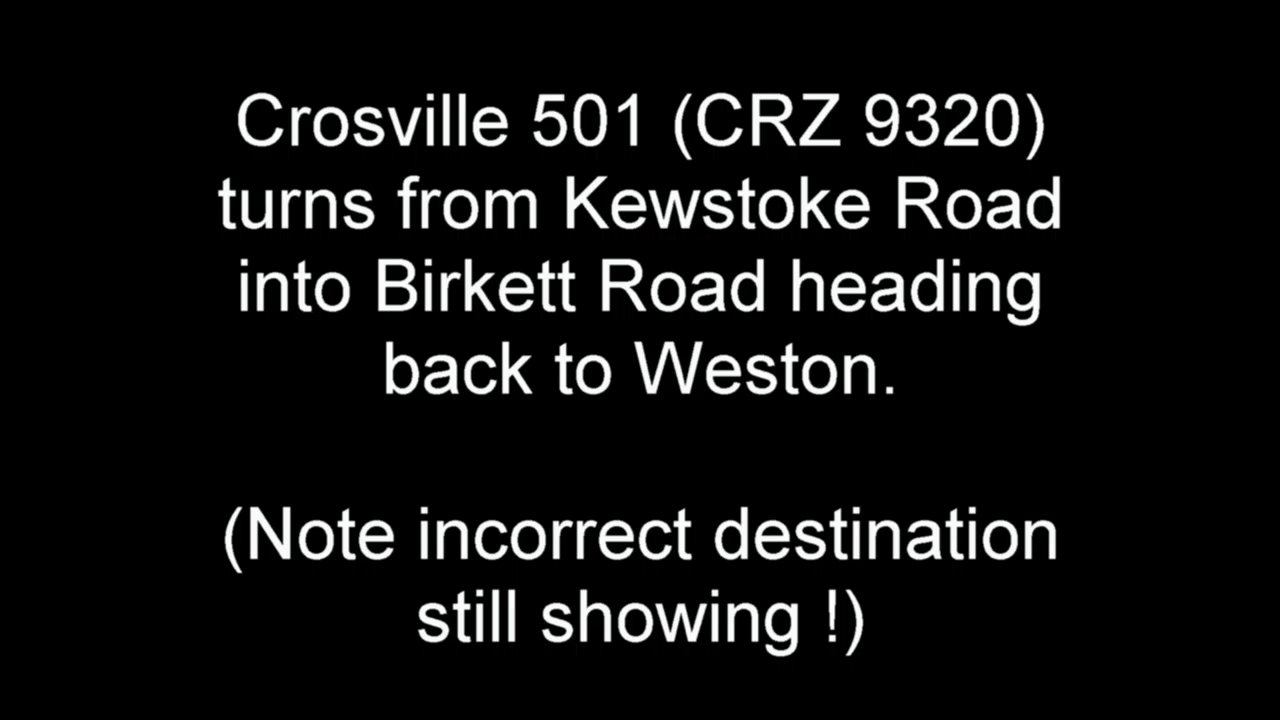 Crosville 501 (CRZ 9320)
turns from Kewstoke Road
into Birkett Road heading
back to Weston.
(Note incorrect destination
still showing !)